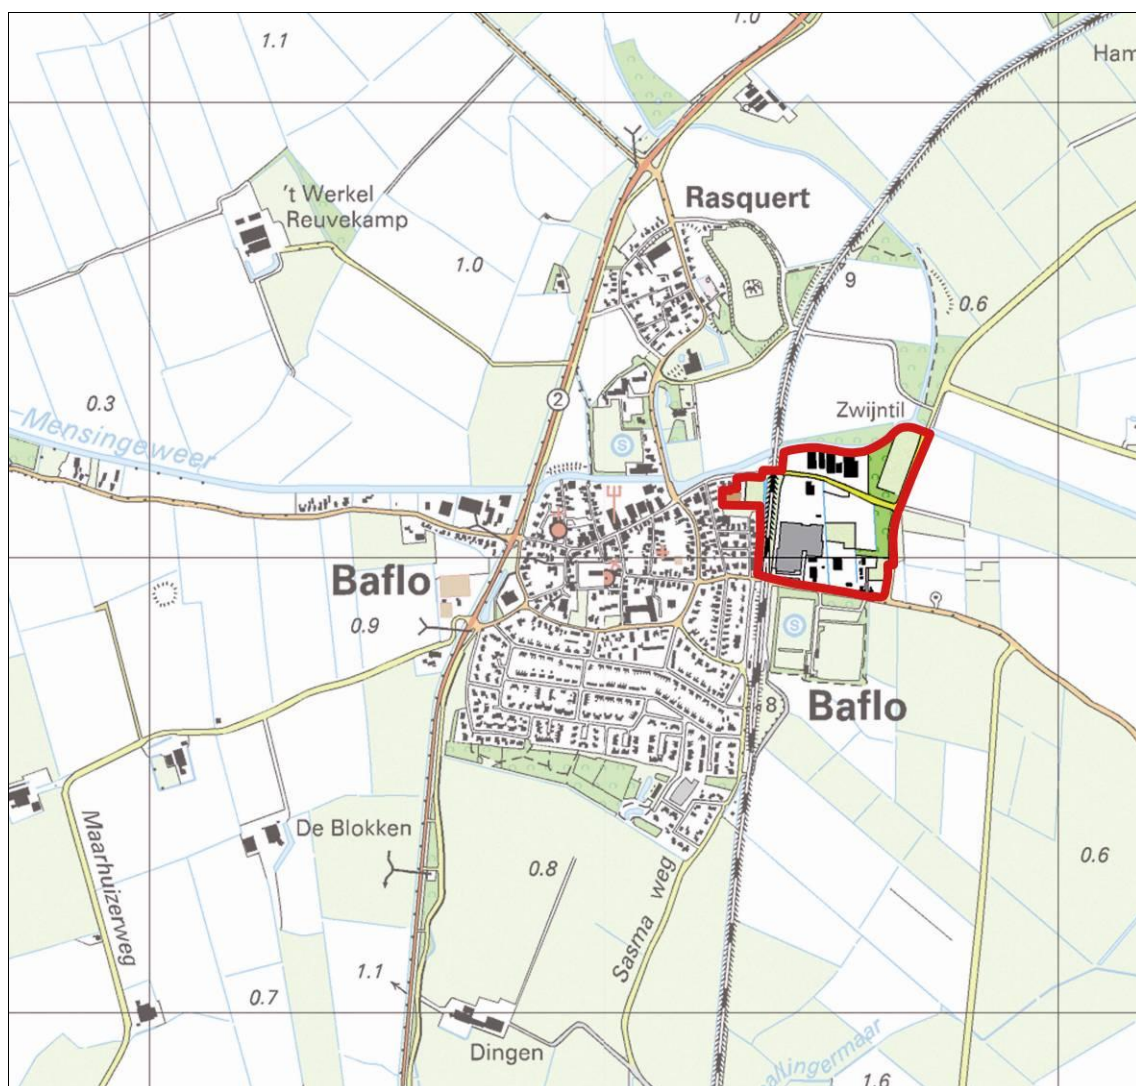 1.0
1.1
Ham
't Werkel
Reuvekamp
Rasquert
1.0
9
0.6
0.3
2
Zwijntil
Mensingeweer
S
Baflo
0.9
S
8
Baflo
De Blokken
Maarhuizerweg
0.8
0.6
Sasma weg
1.1
0.7
Dingen
allingermaar
1.6